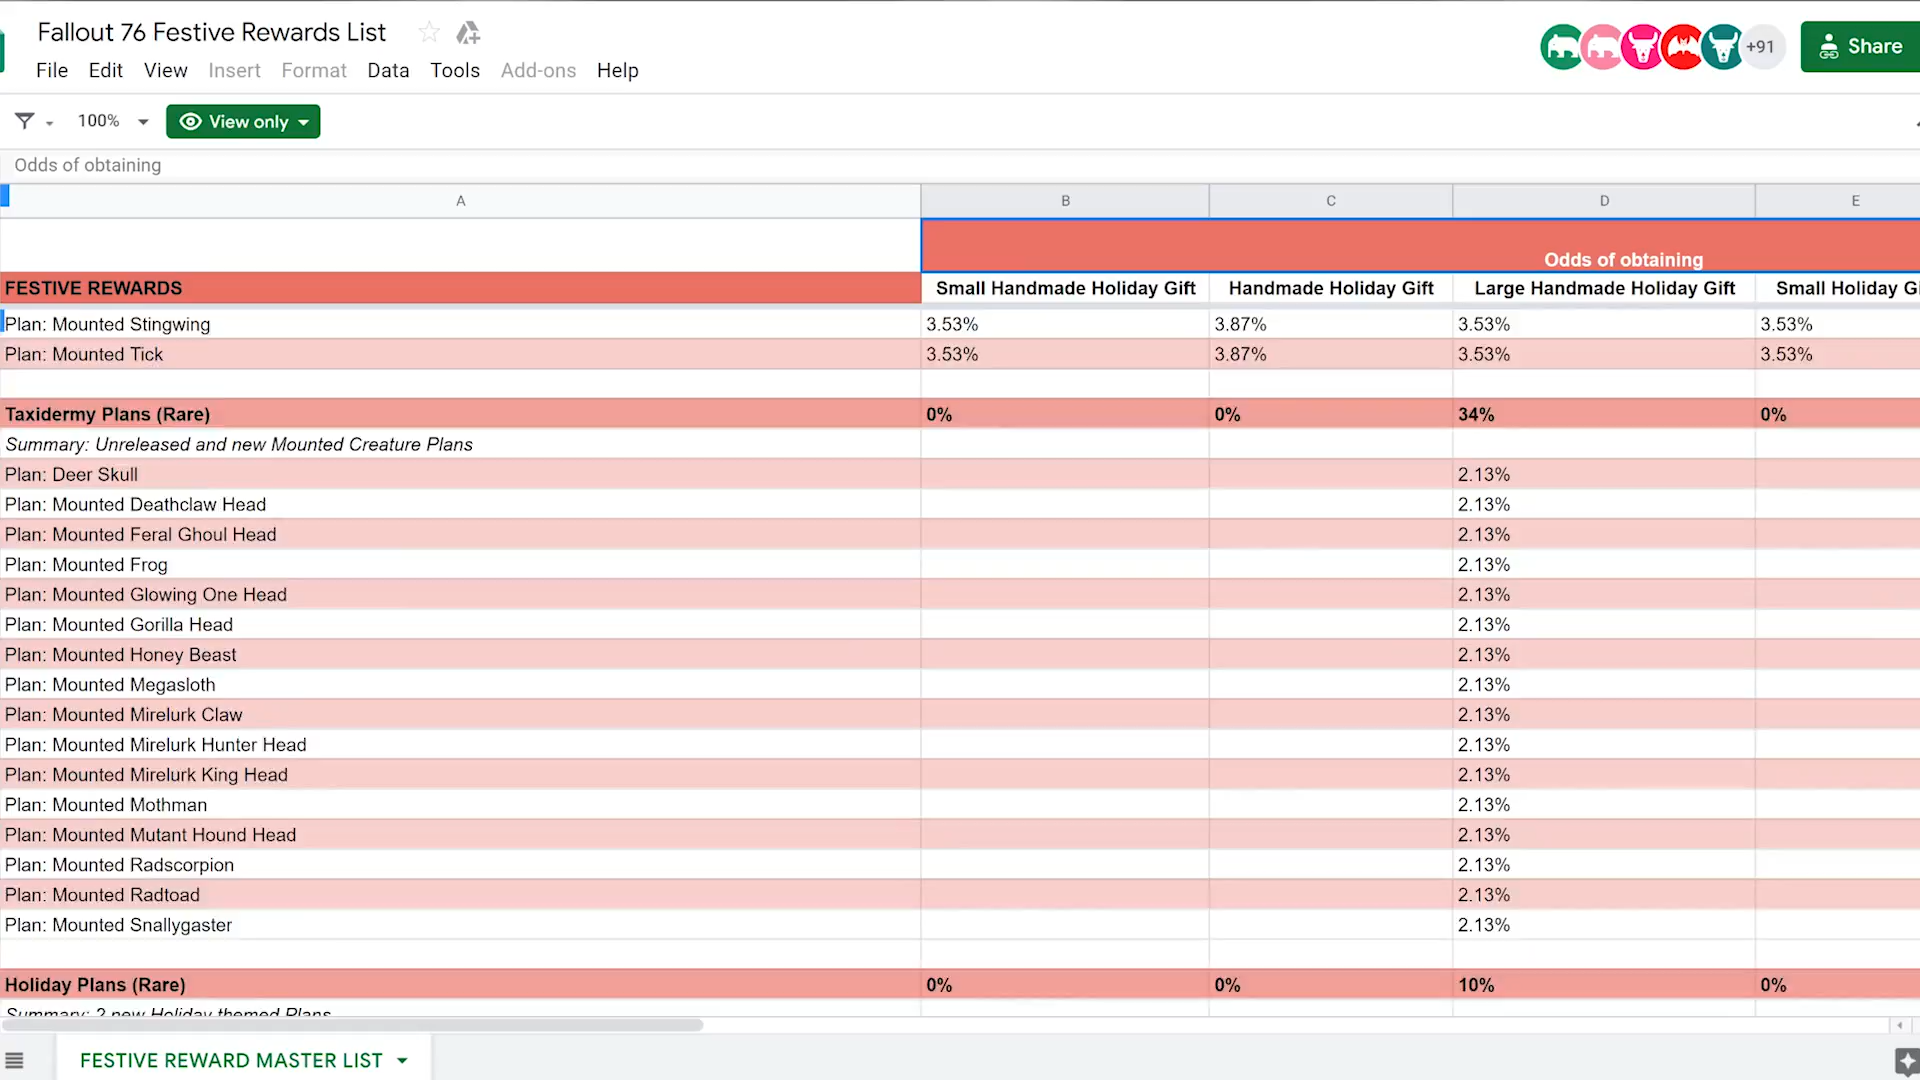 Fallout 76 Festive Rewards List
+91
Share
File Edit View Insert Format Data Tools Add-ons Help
100% View only
Odds of obtaining
A B C D E
Odds of obtaining
FESTIVE REWARDS Small Handmade Holiday Gift Handmade Holiday Gift Large Handmade Holiday Gift Small Holiday Gi
Plan: Mounted Stingwing 3.53% 3.87% 3.53% 3.53%
Plan: Mounted Tick 3.53% 3.87% 3.53% 3.53%
Taxidermy Plans (Rare) 0% 0% 34% 0%
Summary: Unreleased and new Mounted Creature Plans
Plan: Deer Skull 2.13%
Plan: Mounted Deathclaw Head 2.13%
Plan: Mounted Feral Ghoul Head 2.13%
Plan: Mounted Frog 2.13%
Plan: Mounted Glowing One Head 2.13%
Plan: Mounted Gorilla Head 2.13%
Plan: Mounted Honey Beast 2.13%
Plan: Mounted Megasloth 2.13%
Plan: Mounted Mirelurk Claw 2.13%
Plan: Mounted Mirelurk Hunter Head 2.13%
Plan: Mounted Mirelurk King Head 2.13%
Plan: Mounted Mothman 2.13%
Plan: Mounted Mutant Hound Head 2.13%
Plan: Mounted Radscorpion 2.13%
Plan: Mounted Radtoad 2.13%
Plan: Mounted Snallygaster 2.13%
Holiday Plans (Rare) 0% 0% 10% 0%
Summary: 2 new Holiday themed Plans
FESTIVE REWARD MASTER LIST